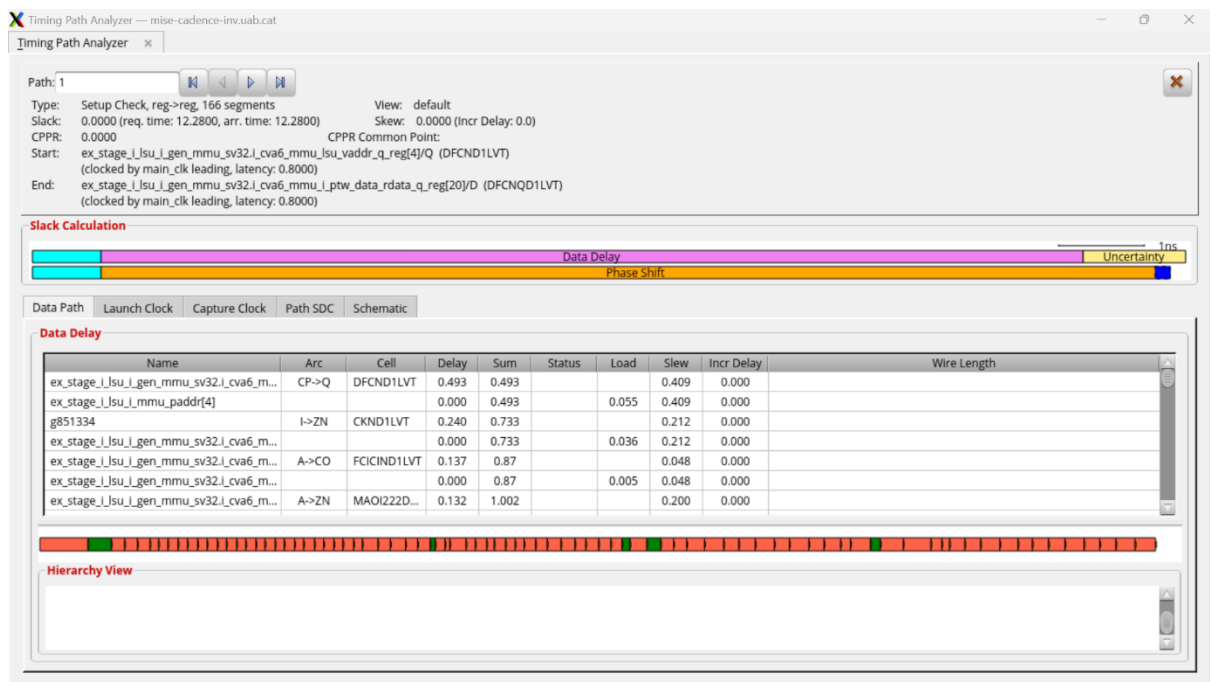 Timing Path Analyzer — mise-cadence-inv.uab.cat
Timing Path Analyzer
Path: 1
Type: Setup Check, reg->reg, 166 segments View: default
Slack: 0.0000 (req. time: 12.2800, arr. time: 12.2800) Skew: 0.0000 (Incr Delay: 0.0)
CPPR: 0.0000 CPPR Common Point:
Start: ex_stage_i_lsu_i_gen_mmu_sv32.i_cva6_mmu_lsu_vaddr_q_reg[4]/Q (DFCND1LVT)
(clocked by main_clk leading, latency: 0.8000)
End: ex_stage_i_lsu_i_gen_mmu_sv32.i_cva6_mmu_i_ptw_data_rdata_q_reg[20]/D (DFCNQD1LVT)
(clocked by main_clk leading, latency: 0.8000)
Slack Calculation
1ns
Data Delay Uncertainty
Phase Shift
Data Path Launch Clock Capture Clock Path SDC Schematic
Data Delay
Name Arc Cell Delay Sum Status Load Slew Incr Delay Wire Length
ex_stage_i_lsu_i_gen_mmu_sv32.i_cva6_m... CP->Q DFCND1LVT 0.493 0.493 0.409 0.000
ex_stage_i_lsu_i_mmu_paddr[4] 0.000 0.493 0.055 0.409 0.000
g851334 I->ZN CKND1LVT 0.240 0.733 0.212 0.000
ex_stage_i_lsu_i_gen_mmu_sv32.i_cva6_m... 0.000 0.733 0.036 0.212 0.000
ex_stage_i_lsu_i_gen_mmu_sv32.i_cva6_m... A->CO FCICIND1LVT 0.137 0.87 0.048 0.000
ex_stage_i_lsu_i_gen_mmu_sv32.i_cva6_m... 0.000 0.87 0.005 0.048 0.000
ex_stage_i_lsu_i_gen_mmu_sv32.i_cva6_m... A->ZN MAOI222D... 0.132 1.002 0.200 0.000
Hierarchy View